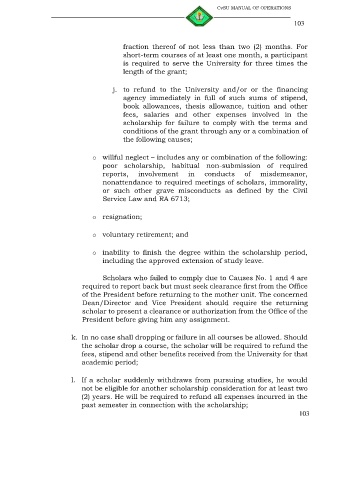 CvSU MANUAL OF OPERATIONS
103
fraction thereof of not less than two (2) months. For
short-term courses of at least one month, a participant
is required to serve the University for three times the
length of the grant;
j. to refund to the University and/or or the financing
agency immediately in full of such sums of stipend,
book allowances, thesis allowance, tuition and other
fees, salaries and other expenses involved in the
scholarship for failure to comply with the terms and
conditions of the grant through any or a combination of
the following causes;
o willful neglect – includes any or combination of the following:
poor scholarship, habitual non-submission of required
reports, involvement in conducts of misdemeanor,
nonattendance to required meetings of scholars, immorality,
or such other grave misconducts as defined by the Civil
Service Law and RA 6713;
o resignation;
o voluntary retirement; and
o inability to finish the degree within the scholarship period,
including the approved extension of study leave.
Scholars who failed to comply due to Causes No. 1 and 4 are
required to report back but must seek clearance first from the Office
of the President before returning to the mother unit. The concerned
Dean/Director and Vice President should require the returning
scholar to present a clearance or authorization from the Office of the
President before giving him any assignment.
k. In no case shall dropping or failure in all courses be allowed. Should
the scholar drop a course, the scholar will be required to refund the
fees, stipend and other benefits received from the University for that
academic period;
l. If a scholar suddenly withdraws from pursuing studies, he would
not be eligible for another scholarship consideration for at least two
(2) years. He will be required to refund all expenses incurred in the
past semester in connection with the scholarship;
103